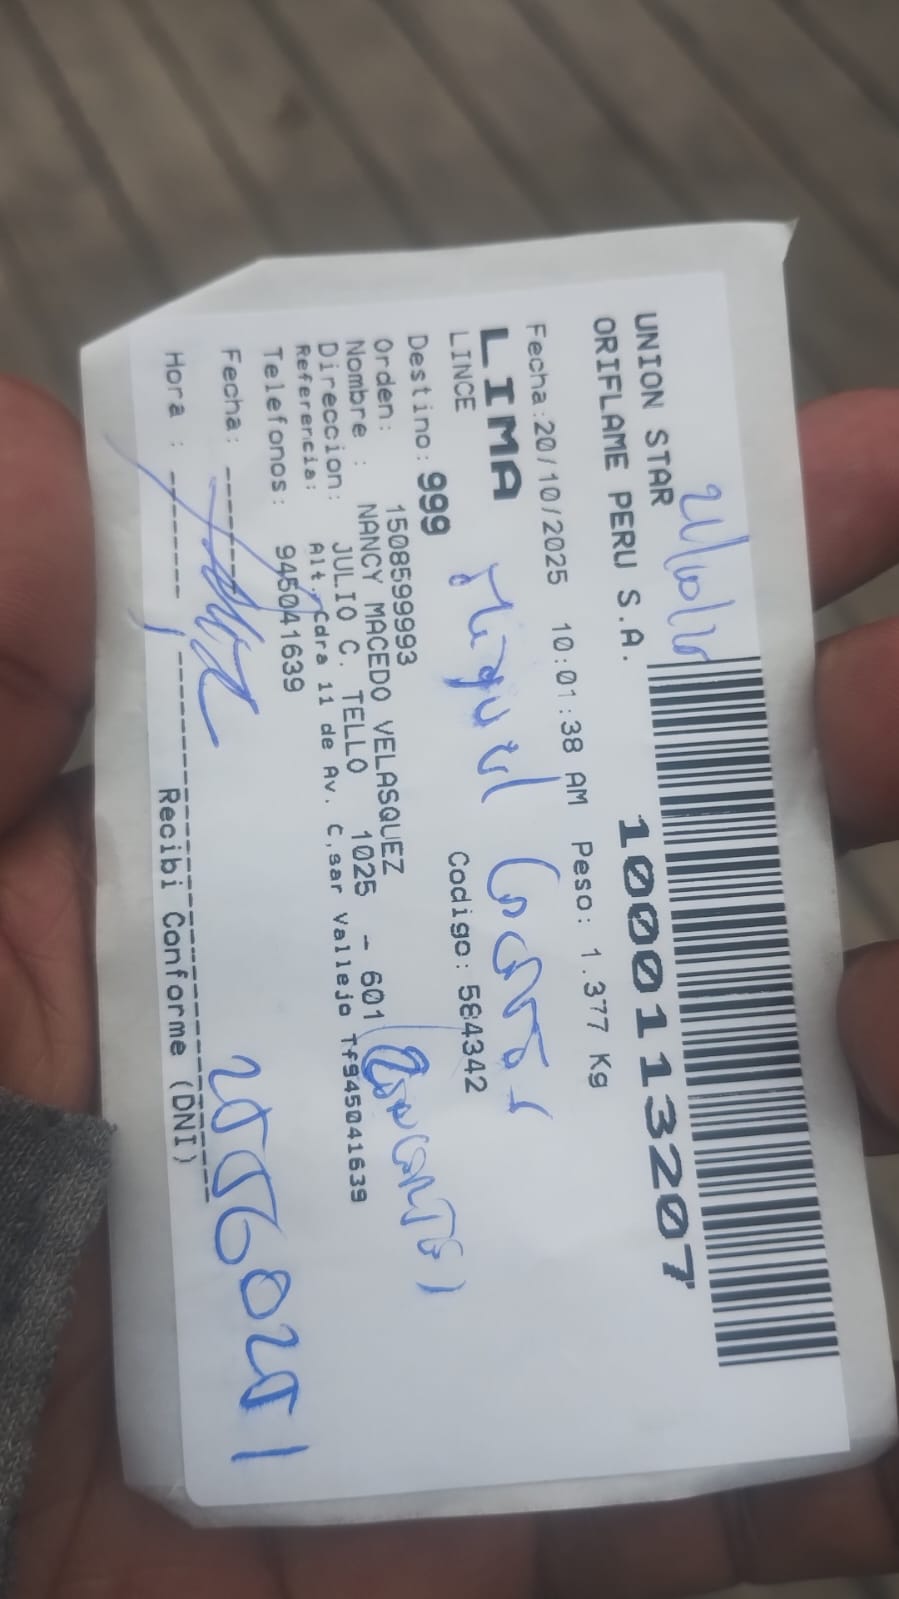 UNION STAR
ORIFLAME PERU S.A.
1000113207
Fecha:20/10/2025 10:01:38 AM Peso: 1.377 Kg
LIMA
LINCE
Miguel
Codigo: 584342
Destino: 999
Orden: 1508599993
Nombre : NANCY MACEDO VELASQUEZ
Direccion: JULIO C. TELLO 1025 - 601
Referencia: Alt. Cdra 11 de Av. C,sar Vallejo Tf945041639
Telefonos: 945041639
Fecha: ------
Hora : ------
Recibi Conforme (DNI)